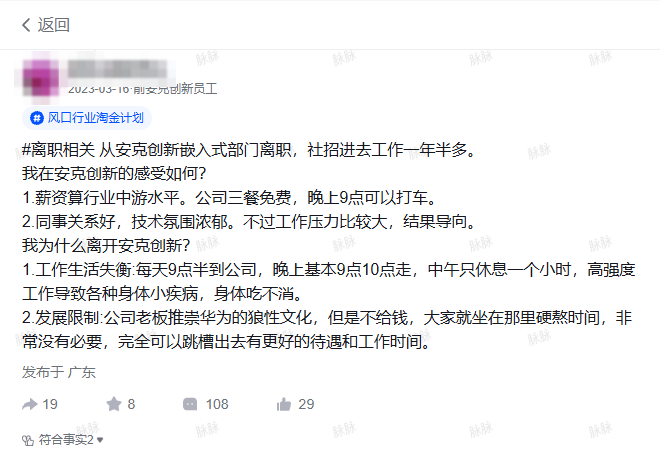 返回
2023-03-16·前安克创新员工
# 风口行业淘金计划
#离职相关 从安克创新嵌入式部门离职，社招进去工作一年半多。
我在安克创新的感受如何？
1.薪资算行业中游水平。公司三餐免费，晚上9点可以打车。
2.同事关系好，技术氛围浓郁。不过工作压力比较大，结果导向。
我为什么离开安克创新？
1.工作生活失衡:每天9点半到公司，晚上基本9点10点走，中午只休息一个小时，高强度
工作导致各种身体小疾病，身体吃不消。
2.发展限制:公司老板推崇华为的狼性文化，但是不给钱，大家就坐在那里硬熬时间，非
常没有必要，完全可以跳槽出去有更好的待遇和工作时间。
发布于 广东
19 8 108 29
符合事实2
脉脉